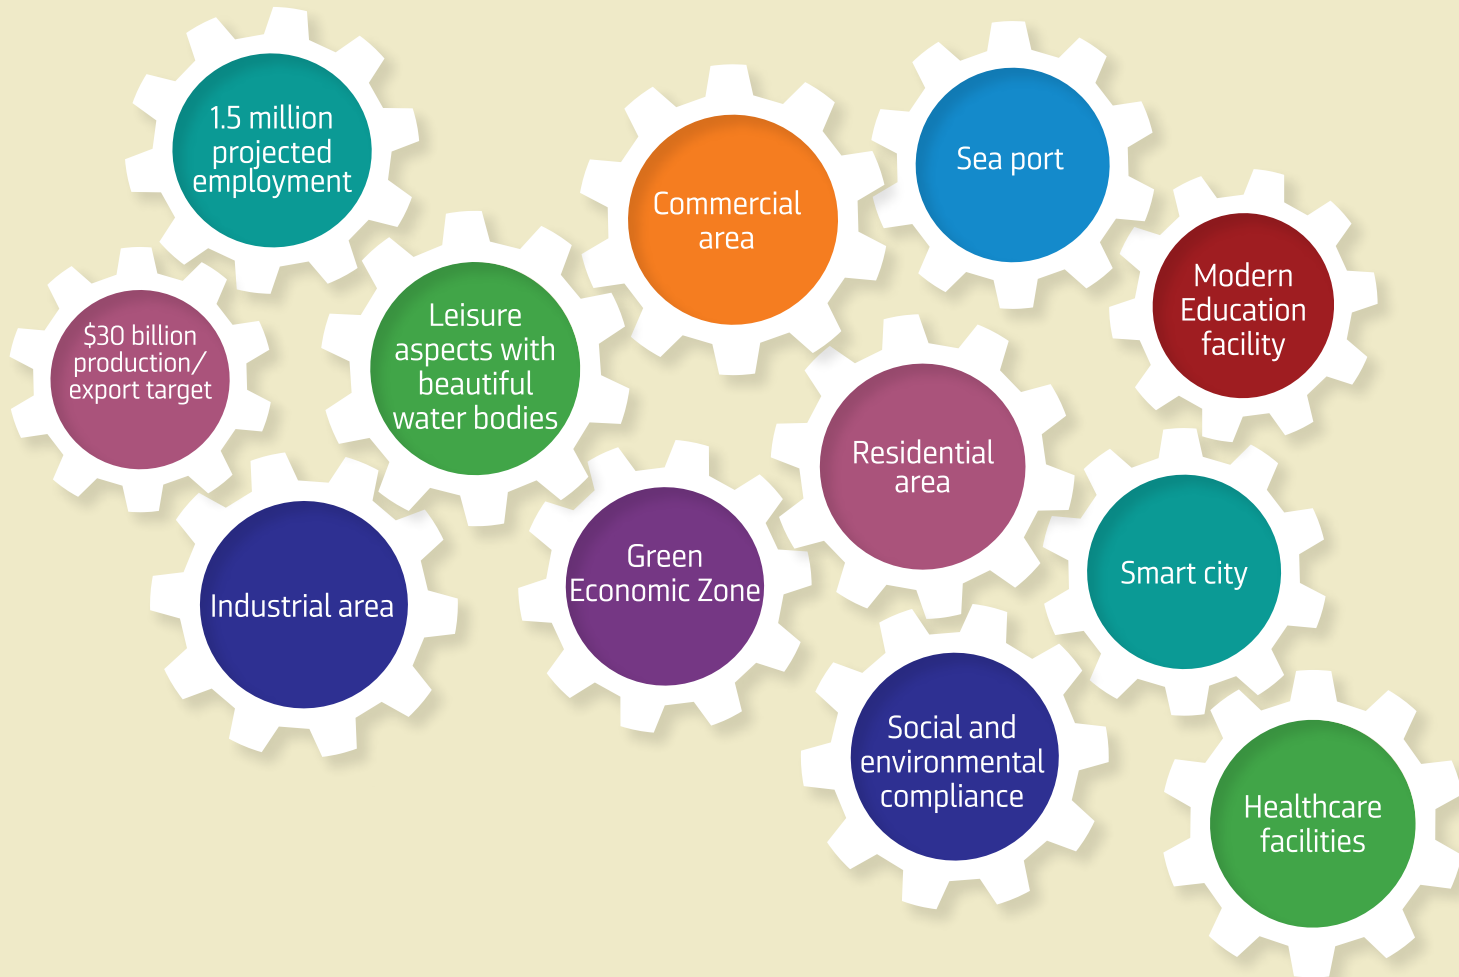 1.5 million
projected
employment
Commercial
area
Sea port
Modern
Education
facility
$30 billion
production/
export target
Leisure
aspects with
beautiful
water bodies
Residential
area
Industrial area
Green
Economic Zone
Smart city
Social and
environmental
compliance
Healthcare
facilities